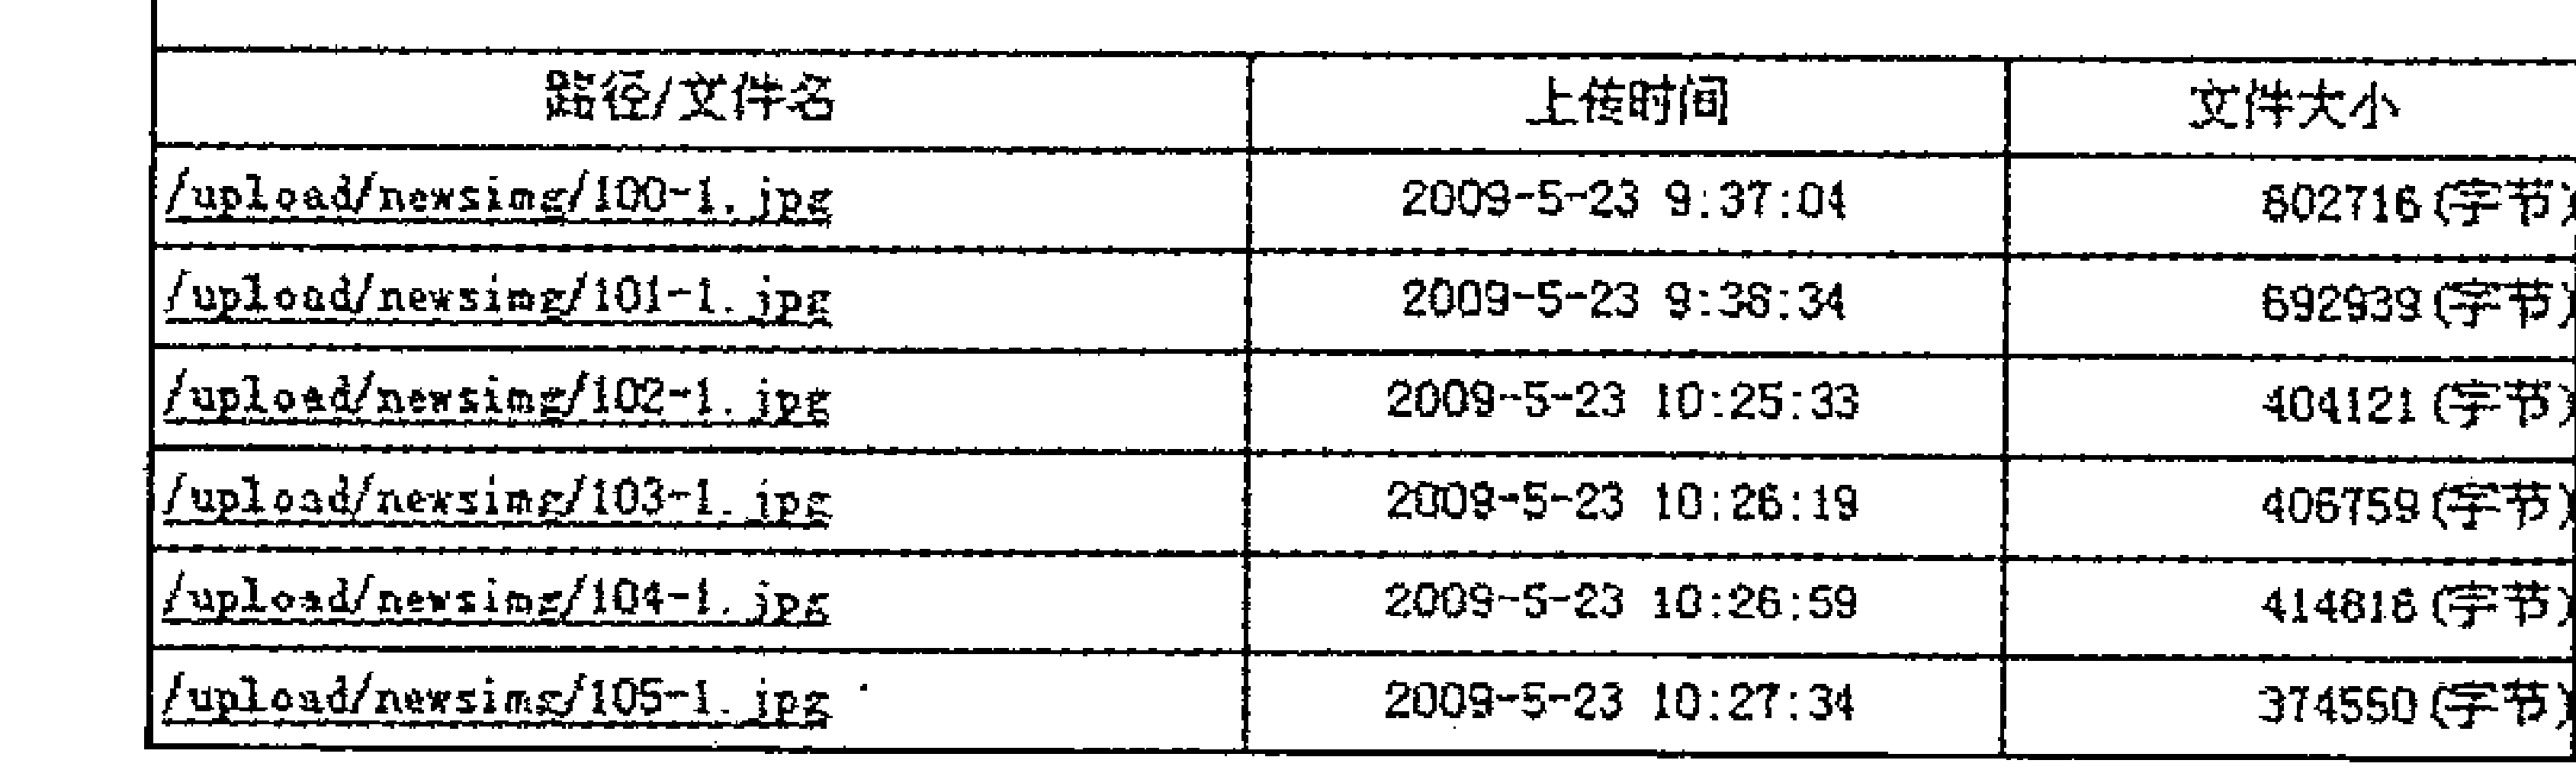 路径/文件名 上传时间 文件大小
/upload/newsimg/100-1.jpg 2009-5-23 9:37:04 602716(字节)
/upload/newsimg/101-1.jpg 2009-5-23 9:36:34 692939(字节)
/upload/newsimg/102-1.jpg 2009-5-23 10:25:33 404121(字节)
/upload/newsimg/103-1.jpg 2009-5-23 10:26:19 406759(字节)
/upload/newsimg/104-1.jpg 2009-5-23 10:26:59 (字节)
/upload/newsimg/105-1.jpg 2009-5-23 10:27:34 374550(字节)